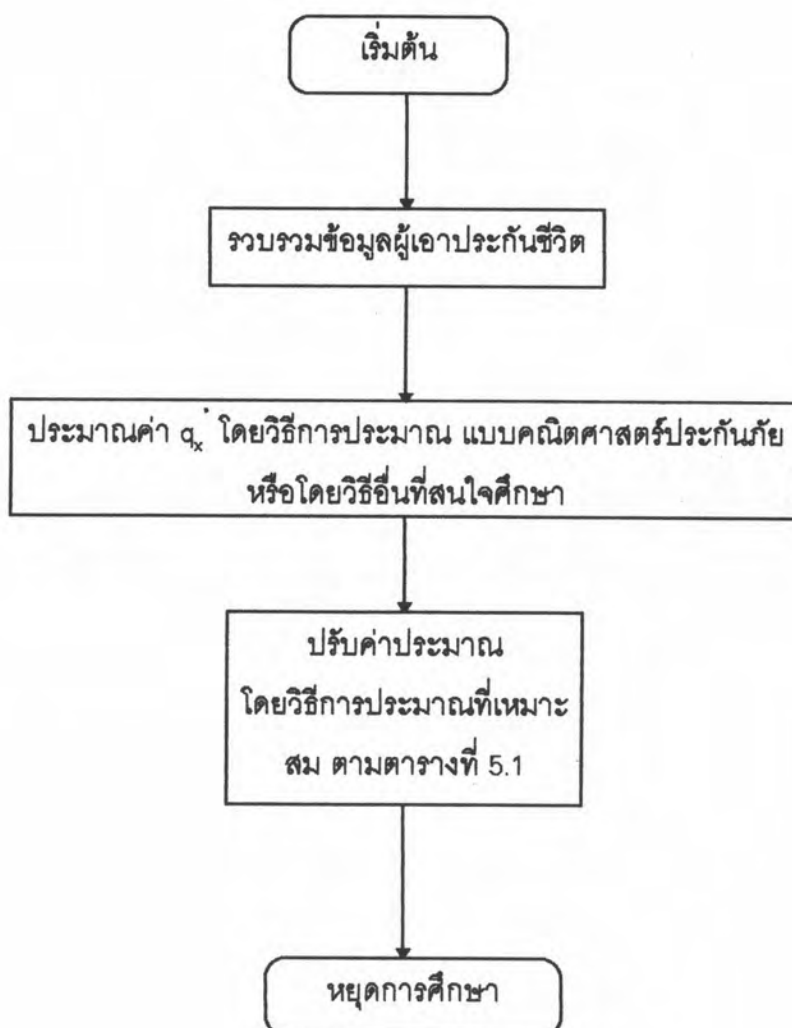 เริ่มต้น
รวบรวมข้อมูลผู้เอาประกันชีวิต
ประมาณค่า qₓ˙ โดยวิธีการประมาณ แบบคณิตศาสตร์ประกันภัย
หรือโดยวิธีอื่นที่สนใจศึกษา
ปรับค่าประมาณ
โดยวิธีการประมาณที่เหมาะ
สม ตามตารางที่ 5.1
หยุดการศึกษา